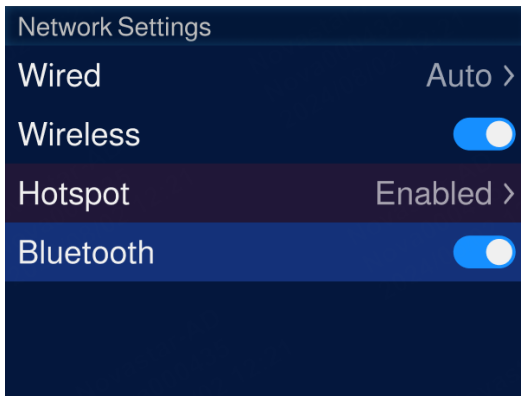 Network Settings
Wired Auto >
Wireless
Hotspot Enabled >
Bluetooth